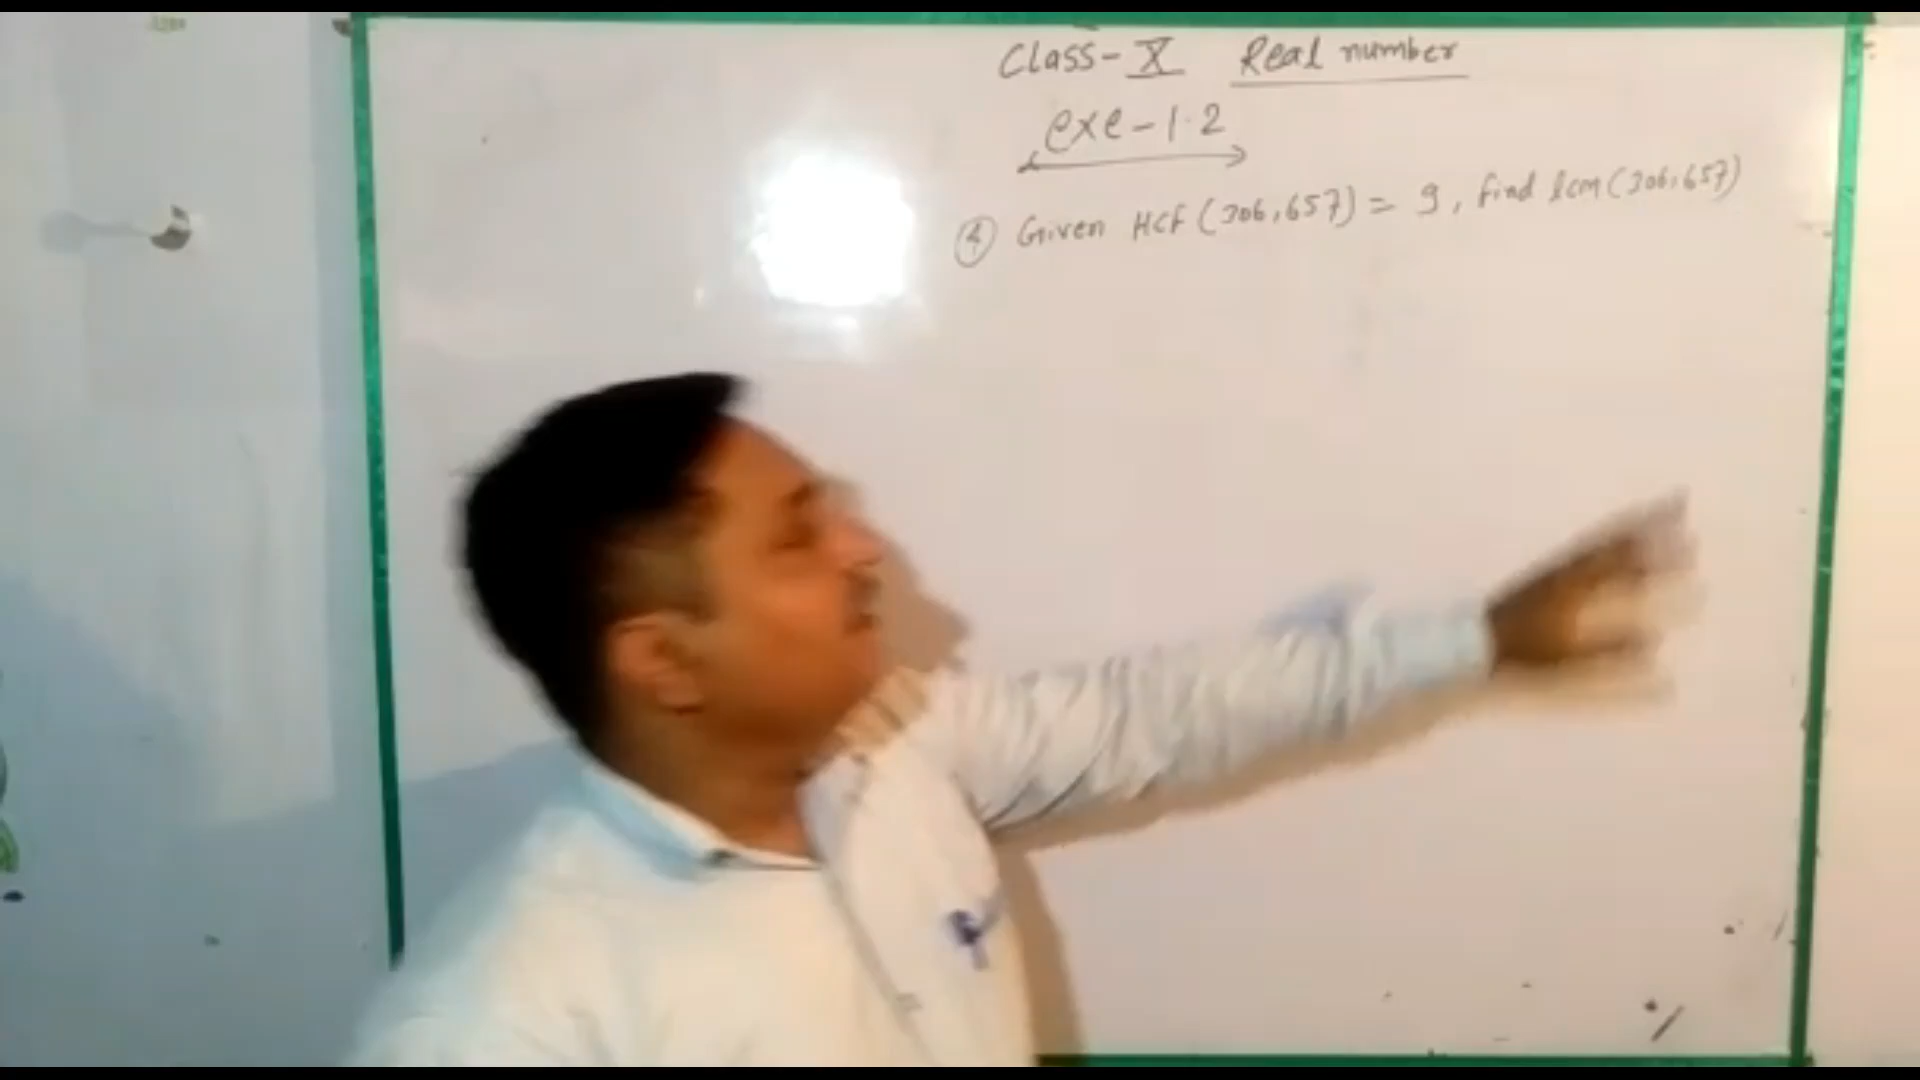 Class-X Real number
exe-1.2
④ Given HCF (306,657) = 9, find lcm (306,657)